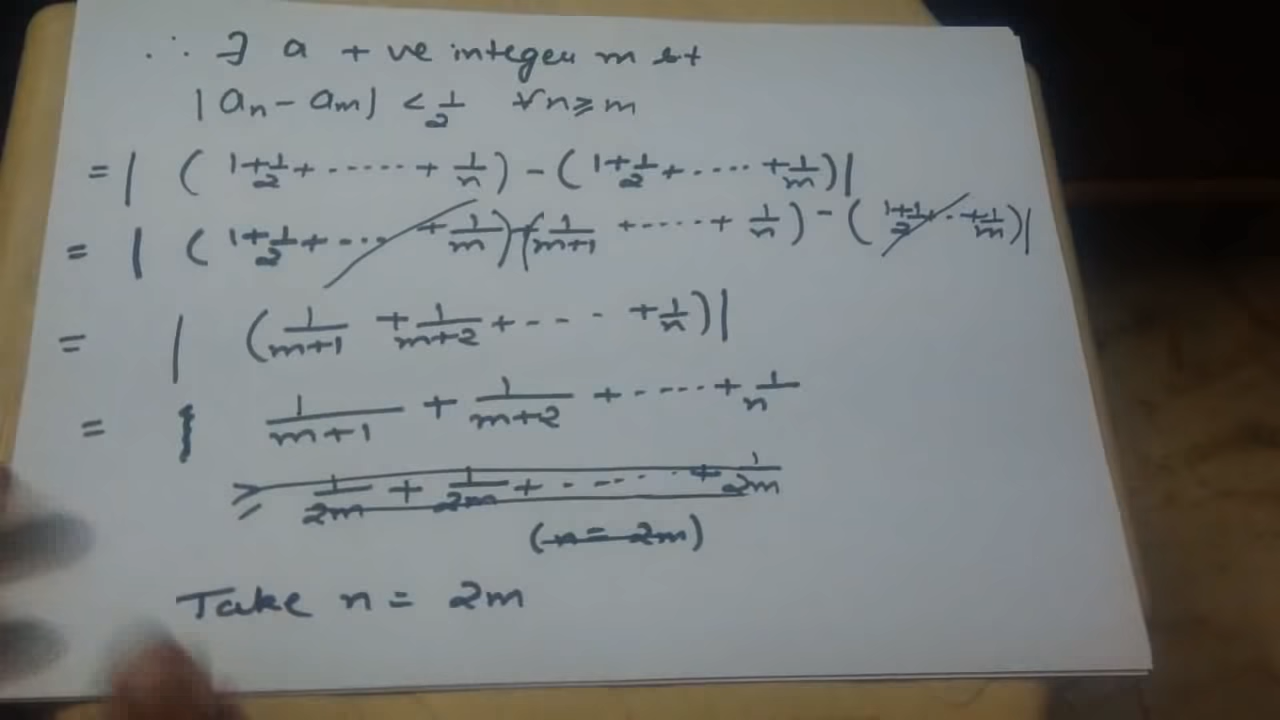 ∴ ∃ a +ve integer m st
|aₙ - aₘ| < 1/2 ∀n≥m
= | (1+1/2+······+ 1/n) - (1+1/2+····+1/m)|
= | (1+1/2+···+1/m)+(1/m+1 +·····+ 1/n) - (1+1/2+··+1/m)|
= | (1/m+1 + 1/m+2 +---- +1/n)|
= 1/m+1 + 1/m+2 +·····+ 1/n
≥ 1/2m + 1/2m + ······ + 1/2m
(n = 2m)
Take n = 2m